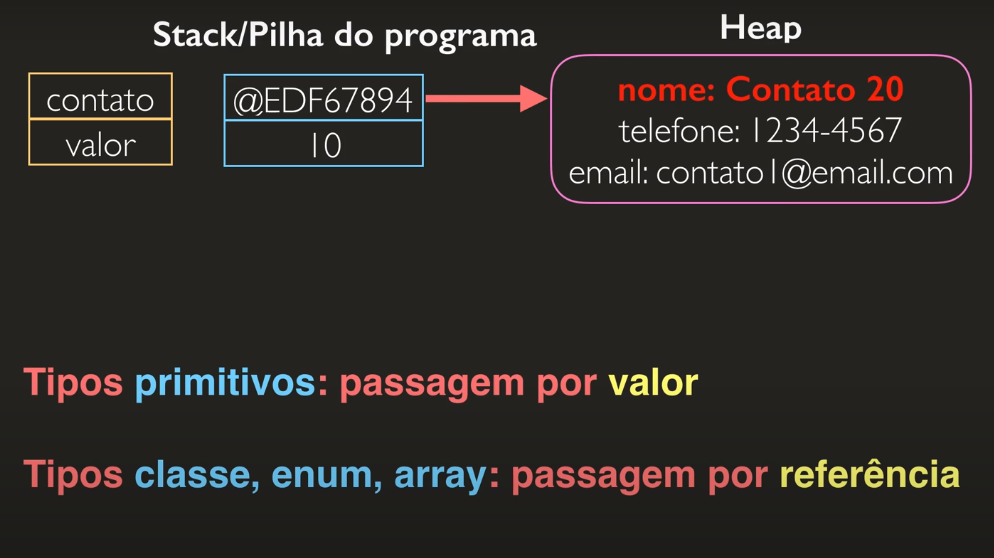 Stack/Pilha do programa
Heap
contato
@EDF67894
valor
10
nome: Contato 20
telefone: 1234-4567
email: contato1@email.com
Tipos primitivos: passagem por valor
Tipos classe, enum, array: passagem por referência